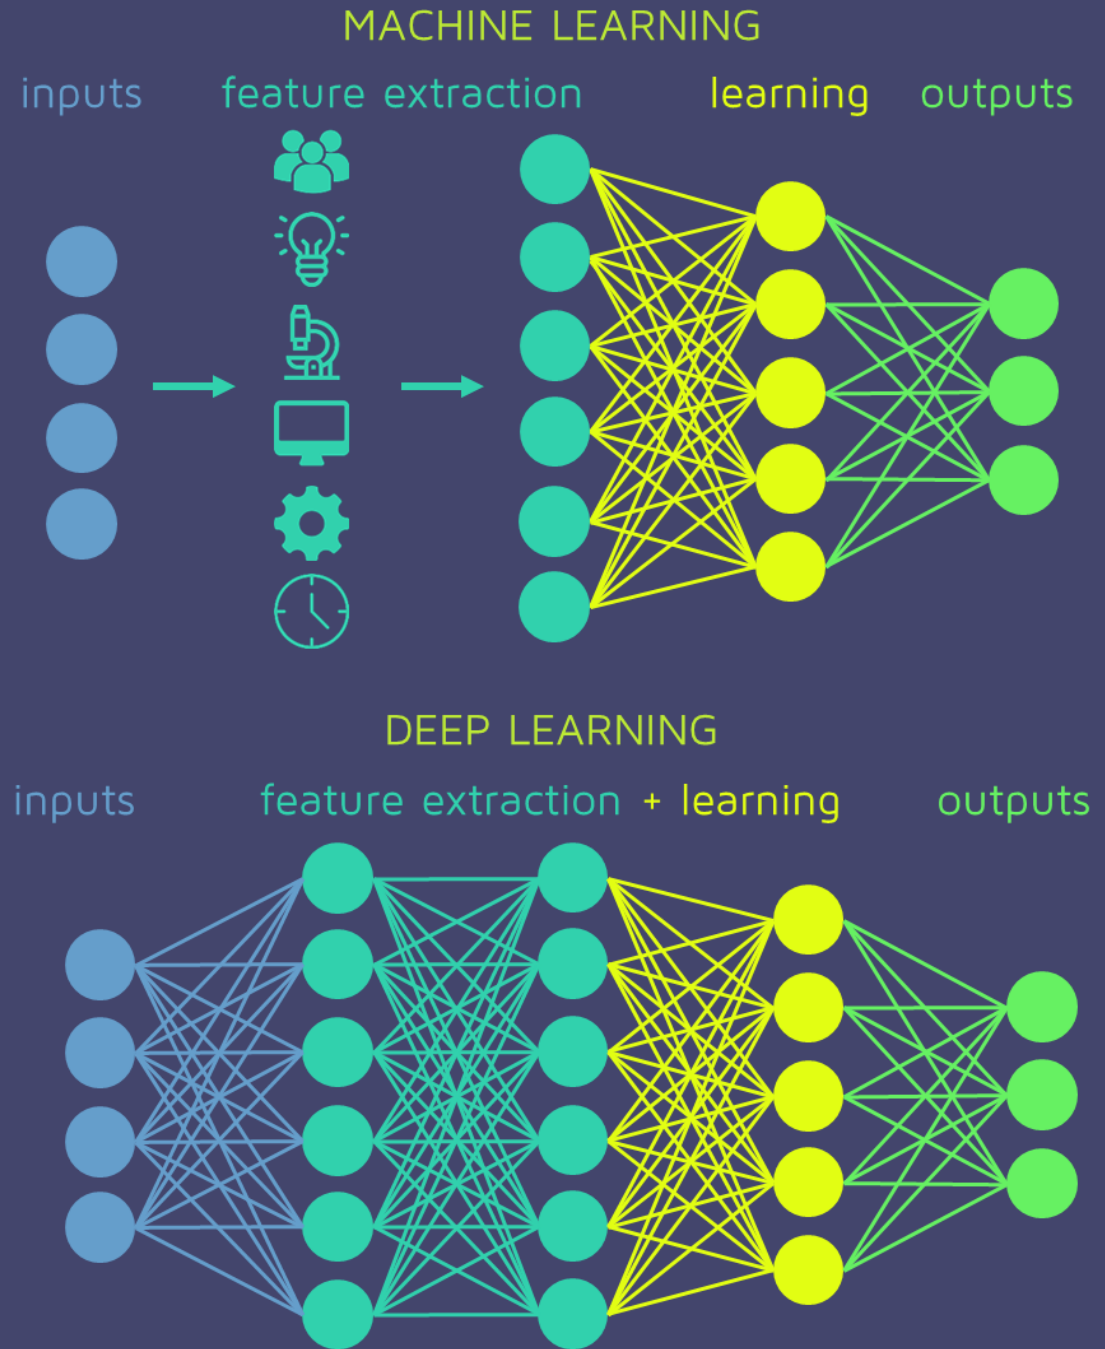 MACHINE LEARNING
inputs feature extraction learning outputs
DEEP LEARNING
inputs feature extraction + learning outputs